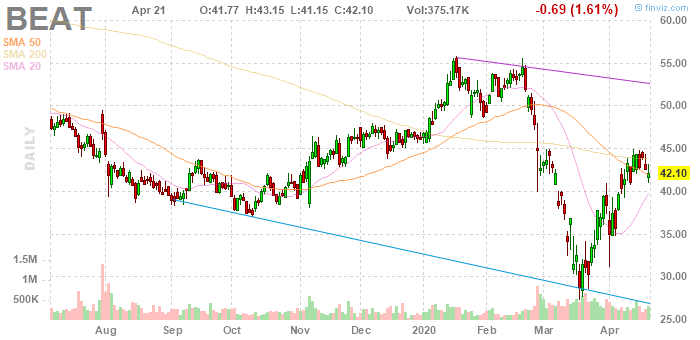 BEAT Apr 21 O:41.77 H:43.15 L:41.15 C:42.10 Vol:375.17K -0.69 (1.61%) © finviz.com
SMA 50
SMA 200
SMA 20
DAILY
60.00
55.00
50.00
45.00
42.10
40.00
35.00
30.00
25.00
1.5M
1M
500K
Aug Sep Oct Nov Dec 2020 Feb Mar Apr